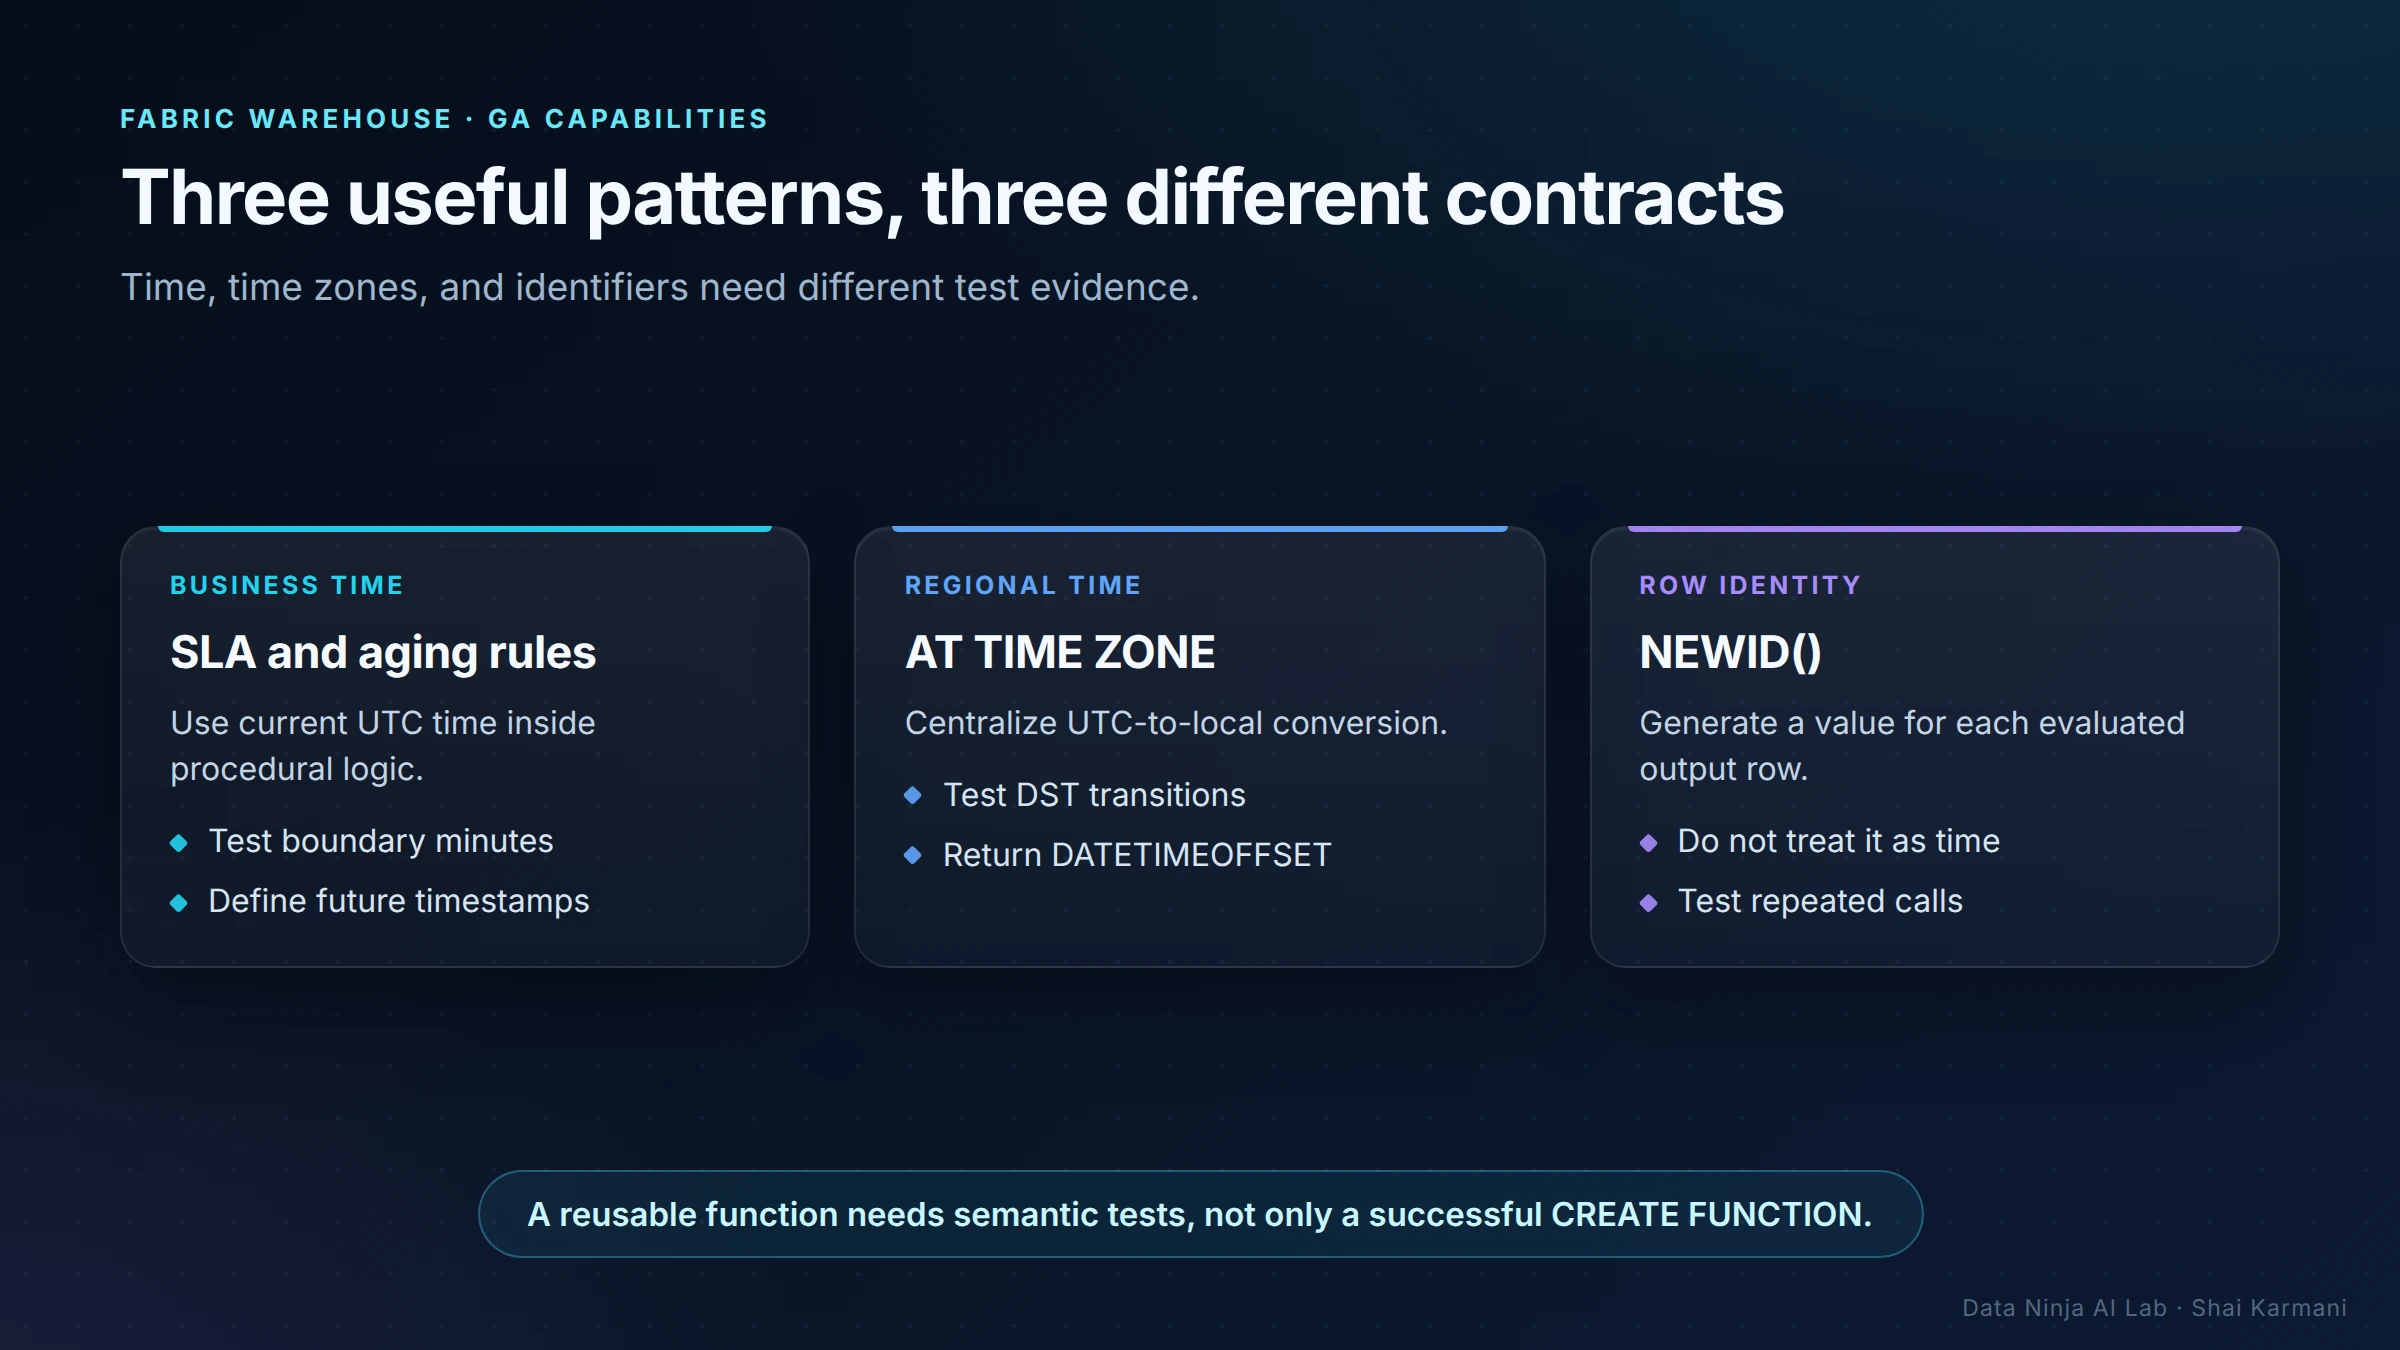 FABRIC WAREHOUSE · GA CAPABILITIES
Three useful patterns, three different contracts
Time, time zones, and identifiers need different test evidence.
BUSINESS TIME
SLA and aging rules
Use current UTC time inside
procedural logic.
Test boundary minutes
Define future timestamps
REGIONAL TIME
AT TIME ZONE
Centralize UTC-to-local conversion.
Test DST transitions
Return DATETIMEOFFSET
ROW IDENTITY
NEWID()
Generate a value for each evaluated
output row.
Do not treat it as time
Test repeated calls
A reusable function needs semantic tests, not only a successful CREATE FUNCTION.
Data Ninja AI Lab · Shai Karmani